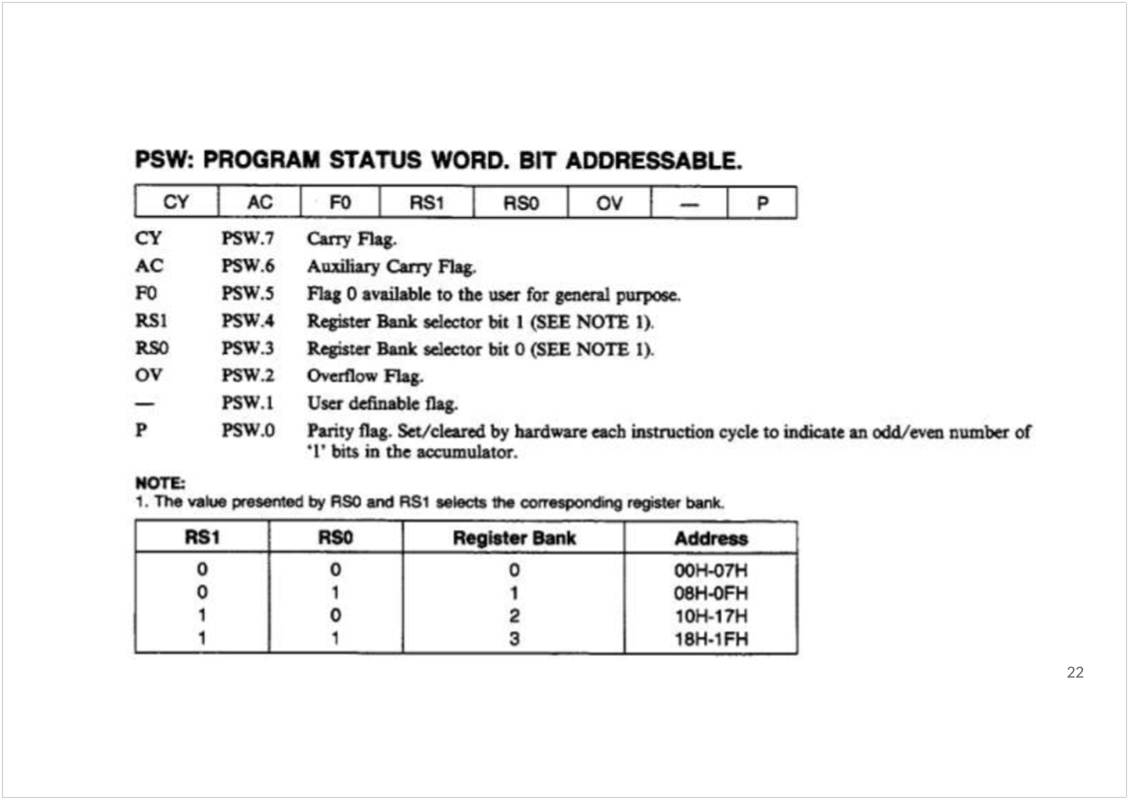 PSW: PROGRAM STATUS WORD. BIT ADDRESSABLE.
CY AC F0 RS1 RS0 OV — P
CY PSW.7 Carry Flag.
AC PSW.6 Auxiliary Carry Flag.
F0 PSW.5 Flag 0 available to the user for general purpose.
RS1 PSW.4 Register Bank selector bit 1 (SEE NOTE 1).
RS0 PSW.3 Register Bank selector bit 0 (SEE NOTE 1).
OV PSW.2 Overflow Flag.
— PSW.1 User definable flag.
P PSW.0 Parity flag. Set/cleared by hardware each instruction cycle to indicate an odd/even number of
'1' bits in the accumulator.
NOTE:
1. The value presented by RS0 and RS1 selects the corresponding register bank.
RS1 RS0 Register Bank Address
0 0 0 00H-07H
0 1 1 08H-0FH
1 0 2 10H-17H
1 1 3 18H-1FH
22